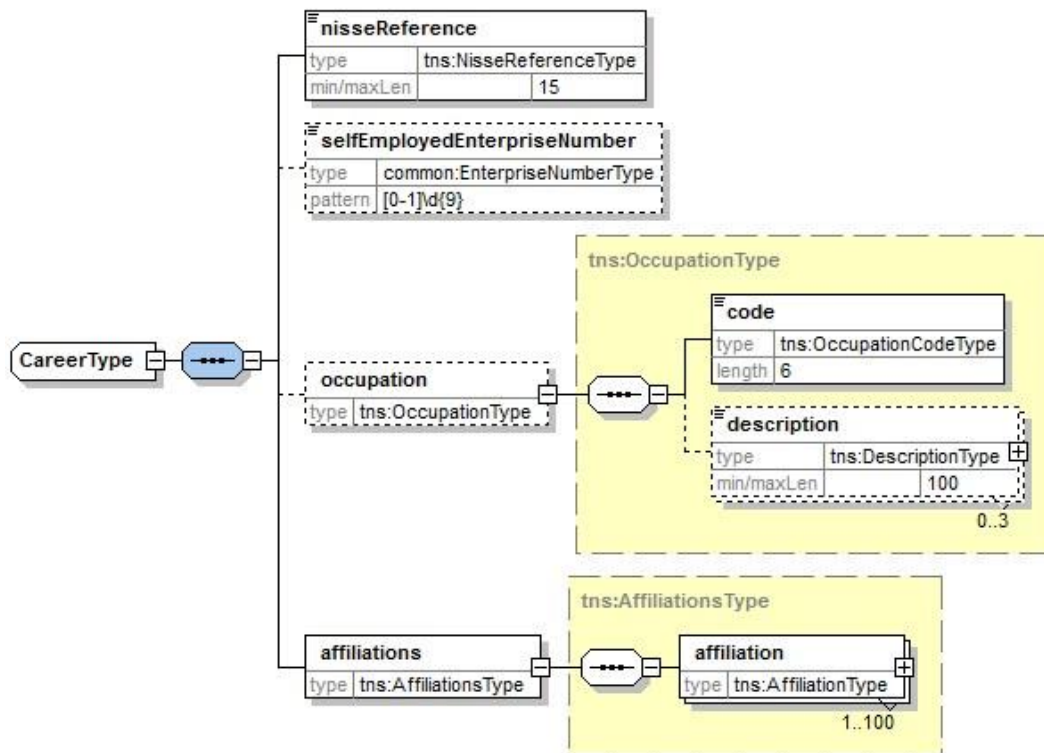 nisseReference
type tns:NisseReferenceType
min/maxLen 15
selfEmployedEnterpriseNumber
type common:EnterpriseNumberType
pattern [0-1]\d{9}
tns:OccupationType
code
type tns:OccupationCodeType
length 6
CareerType
occupation
type tns:OccupationType
description
type tns:DescriptionType
min/maxLen 100
0..3
tns:AffiliationsType
affiliations
type tns:AffiliationsType
affiliation
type tns:AffiliationType
1..100